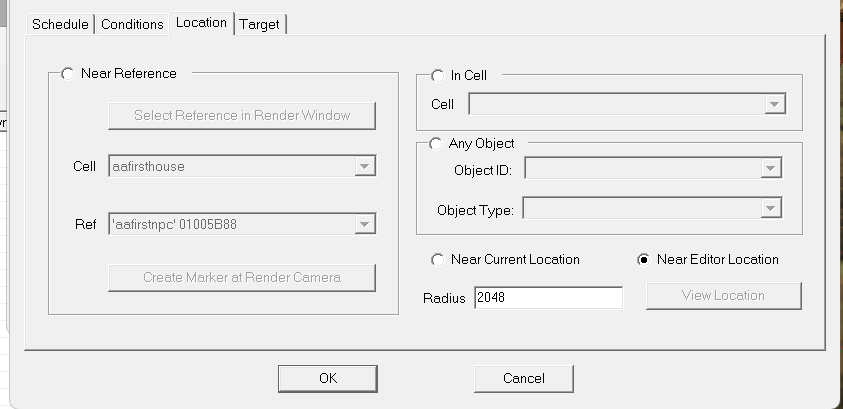 Schedule Conditions Location Target
Near Reference
Select Reference in Render Window
Cell aafirsthouse
Ref 'aafirstnpc' 01005B88
Create Marker at Render Camera
In Cell
Cell
Any Object
Object ID:
Object Type:
Near Current Location Near Editor Location
Radius 2048 View Location
OK Cancel